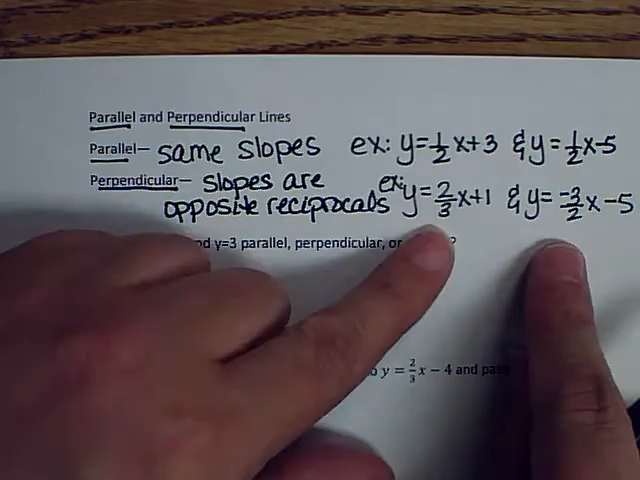 Parallel and Perpendicular Lines
Parallel— same slopes ex: y=1/2x+3 & y=1/2x-5
Perpendicular— slopes are opposite reciprocals ex: y=2/3x+1 & y=-3/2x-5
y=3 parallel, perpendicular, or
y = 2/3x − 4 and